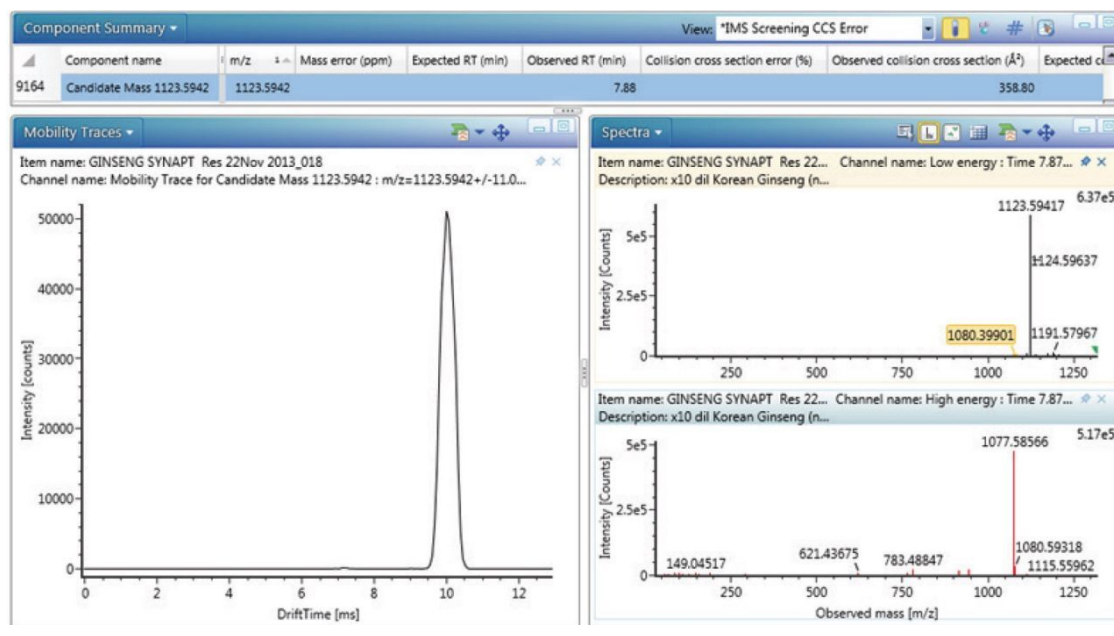 Component Summary
View: *IMS Screening CCS Error
Component name m/z Mass error (ppm) Expected RT (min) Observed RT (min) Collision cross section error (%) Observed collision cross section (Å²) Expected
9164 Candidate Mass 1123.5942 1123.5942 7.88 358.80
Mobility Traces
Item name: GINSENG SYNAPT Res 22Nov 2013_018
Channel name: Mobility Trace for Candidate Mass 1123.5942 : m/z=1123.5942+/-11.0...
50000
40000
30000
20000
10000
0
Intensity [counts]
0 2 4 6 8 10 12
DriftTime [ms]
Spectra
Item name: GINSENG SYNAPT Res 22... Channel name: Low energy : Time 7.87...
Description: x10 dil Korean Ginseng (n...
6.37e5
1123.59417
5e5
1124.59637
2.5e5
1080.39901
1191.57967
0
Intensity [Counts]
250 500 750 1000 1250
Item name: GINSENG SYNAPT Res 22... Channel name: High energy : Time 7.87...
Description: x10 dil Korean Ginseng (n...
5.17e5
1077.58566
5e5
2.5e5
149.04517
621.43675
783.48847
1080.59318
1115.55962
0
Intensity [Counts]
250 500 750 1000 1250
Observed mass [m/z]